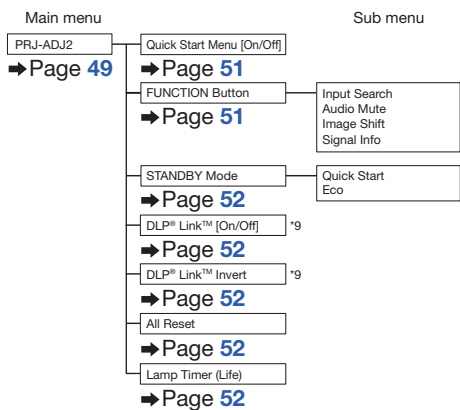 Main menu
Sub menu
PRJ-ADJ2
➡Page 49
Quick Start Menu [On/Off]
➡Page 51
FUNCTION Button
➡Page 51
Input Search
Audio Mute
Image Shift
Signal Info
STANDBY Mode
➡Page 52
Quick Start
Eco
DLP® Link™ [On/Off] *9
➡Page 52
DLP® Link™ Invert *9
➡Page 52
All Reset
➡Page 52
Lamp Timer (Life)
➡Page 52